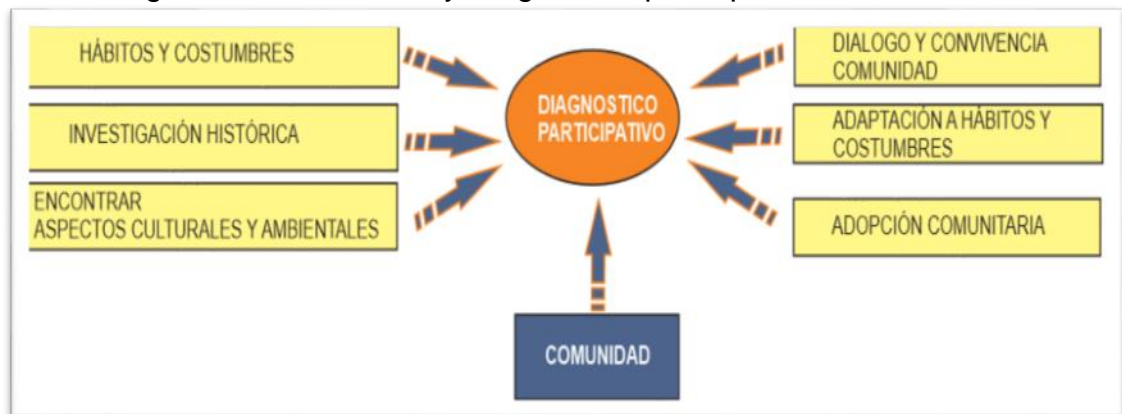 HÁBITOS Y COSTUMBRES
INVESTIGACIÓN HISTÓRICA
ENCONTRAR
ASPECTOS CULTURALES Y AMBIENTALES
DIAGNOSTICO
PARTICIPATIVO
DIALOGO Y CONVIVENCIA
COMUNIDAD
ADAPTACIÓN A HÁBITOS Y
COSTUMBRES
ADOPCIÓN COMUNITARIA
COMUNIDAD